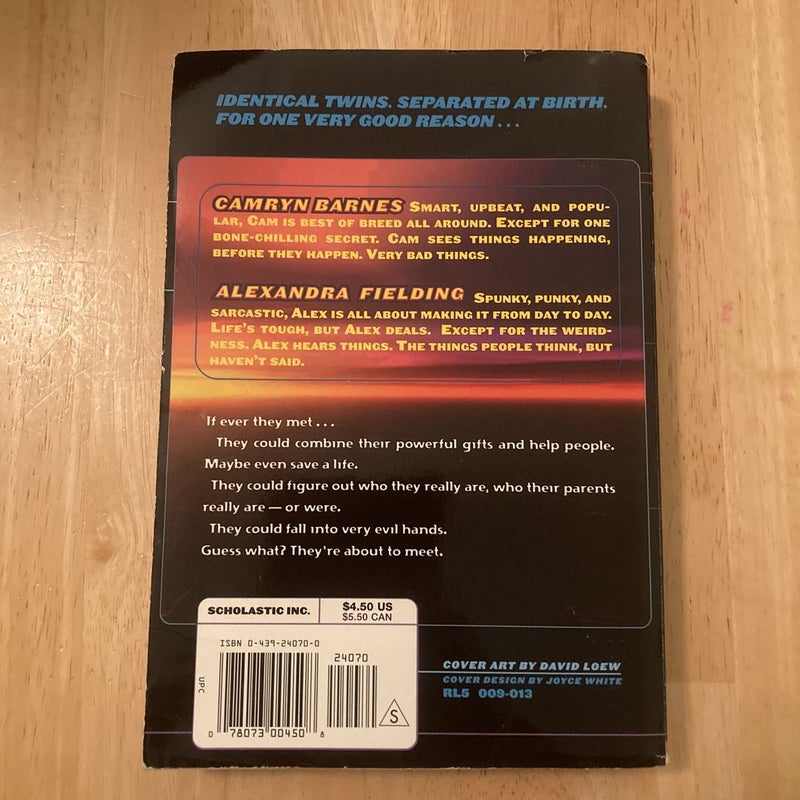 IDENTICAL TWINS. SEPARATED AT BIRTH.
FOR ONE VERY GOOD REASON...
CAMRYN BARNES SMART, UPBEAT, AND POPU-
LAR, CAM IS BEST OF BREED ALL AROUND. EXCEPT FOR ONE
BONE-CHILLING SECRET. CAM SEES THINGS HAPPENING,
BEFORE THEY HAPPEN. VERY BAD THINGS.
ALEXANDRA FIELDING SPUNKY, PUNKY, AND
SARCASTIC, ALEX IS ALL ABOUT MAKING IT FROM DAY TO DAY.
LIFE'S TOUGH, BUT ALEX DEALS. EXCEPT FOR THE WEIRD-
NESS. ALEX HEARS THINGS. THE THINGS PEOPLE THINK, BUT
HAVEN'T SAID.
If ever they met...
They could combine their powerful gifts and help people.
Maybe even save a life.
They could figure out who they really are, who their parents
really are — or were.
They could fall into very evil hands.
Guess what? They're about to meet.
SCHOLASTIC INC.
$4.50 US
$5.50 CAN
ISBN 0-439-24070-0
24070
UPC
S
0 78073 00450 8
COVER ART BY DAVID LOEW
COVER DESIGN BY JOYCE WHITE
RL5 009-013